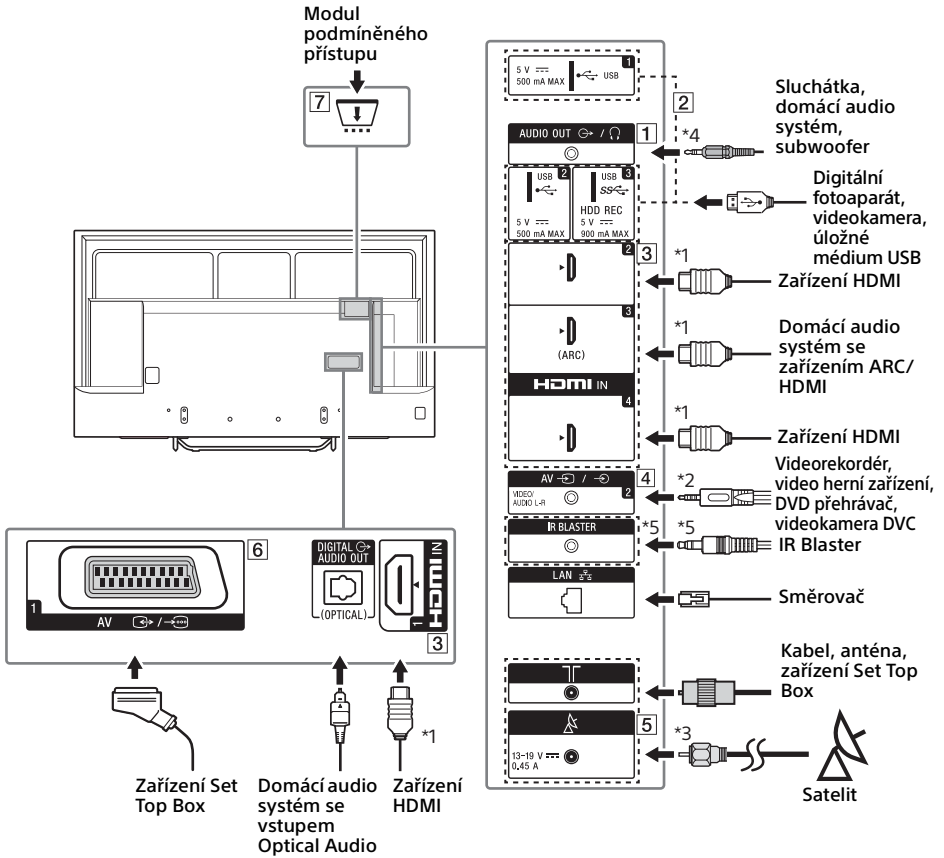 Modul
podmíněného
přístupu
7
1
5 V
500 mA MAX
USB
2
Sluchátka,
domácí audio
systém,
subwoofer
AUDIO OUT / 
1
*4
USB
2
5 V
500 mA MAX
USB
3
SS
HDD REC
5 V
900 mA MAX
Digitální
fotoaparát,
videokamera,
úložné
médium USB
2
3
*1
Zařízení HDMI
3
(ARC)
*1
Domácí audio
systém se
zařízením ARC/
HDMI
HDMI IN
4
*1
Zařízení HDMI
AV / 
4
VIDEO/
AUDIO L-R
2
*2
Videorekordér,
video herní zařízení,
DVD přehrávač,
videokamera DVC
IR BLASTER
*5
*5
IR Blaster
LAN
Směrovač
Kabel, anténa,
zařízení Set Top
Box
5
13–19 V
0.45 A
*3
Satelit
6
1
AV / 
DIGITAL
AUDIO OUT
(OPTICAL)
HDMI IN
1
3
*1
Zařízení Set
Top Box
Domácí audio
systém se
vstupem
Optical Audio
Zařízení
HDMI